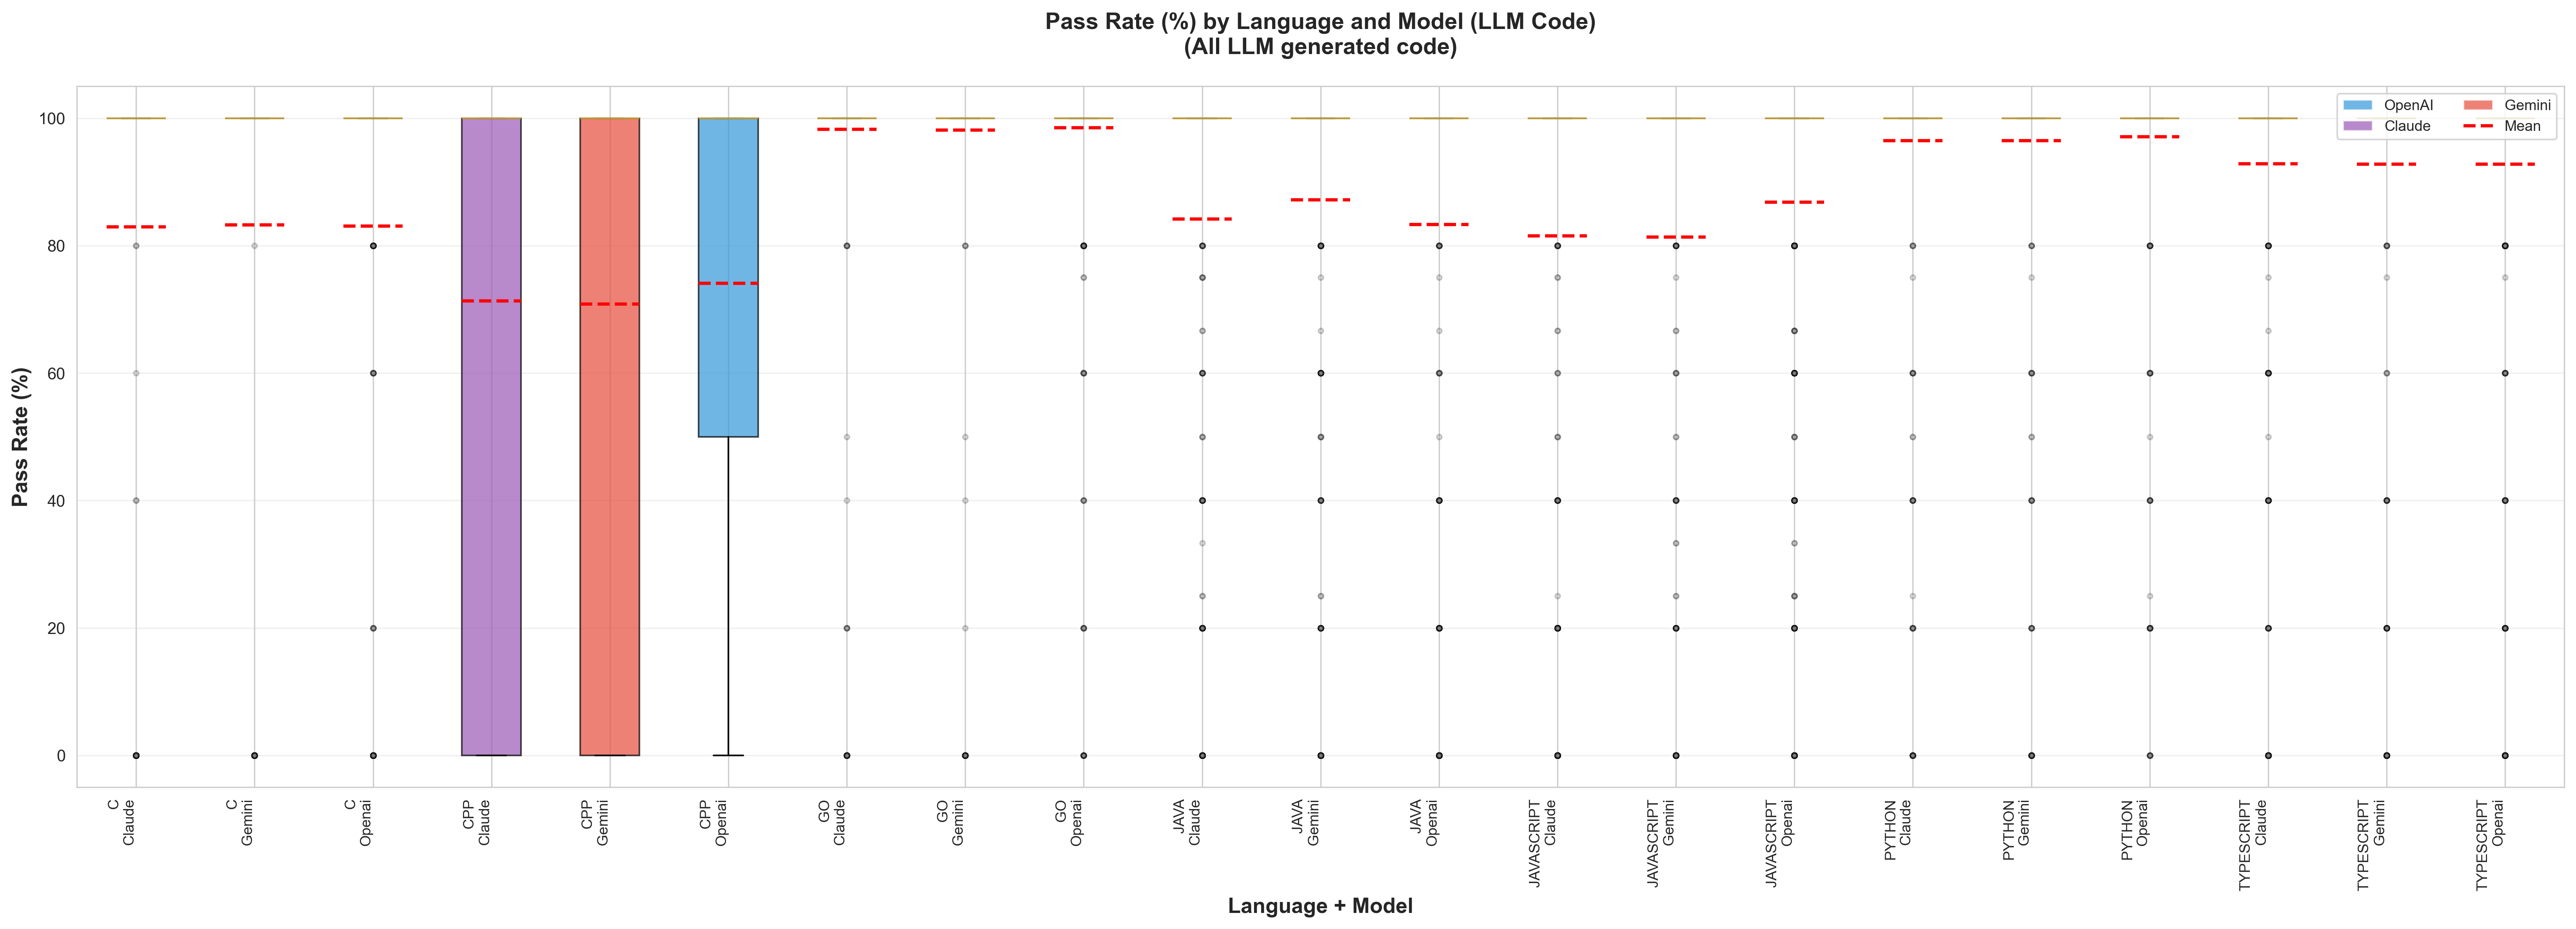 Pass Rate (%) by Language and Model (LLM Code)
(All LLM generated code)
OpenAI
Claude
Gemini
Mean
Pass Rate (%)
100
80
60
40
20
0
C
Claude
C
Gemini
C
Openai
CPP
Claude
CPP
Gemini
CPP
Openai
GO
Claude
GO
Gemini
GO
Openai
JAVA
Claude
JAVA
Gemini
JAVA
Openai
JAVASCRIPT
Claude
JAVASCRIPT
Gemini
JAVASCRIPT
Openai
PYTHON
Claude
PYTHON
Gemini
PYTHON
Openai
TYPESCRIPT
Claude
TYPESCRIPT
Gemini
TYPESCRIPT
Openai
Language + Model